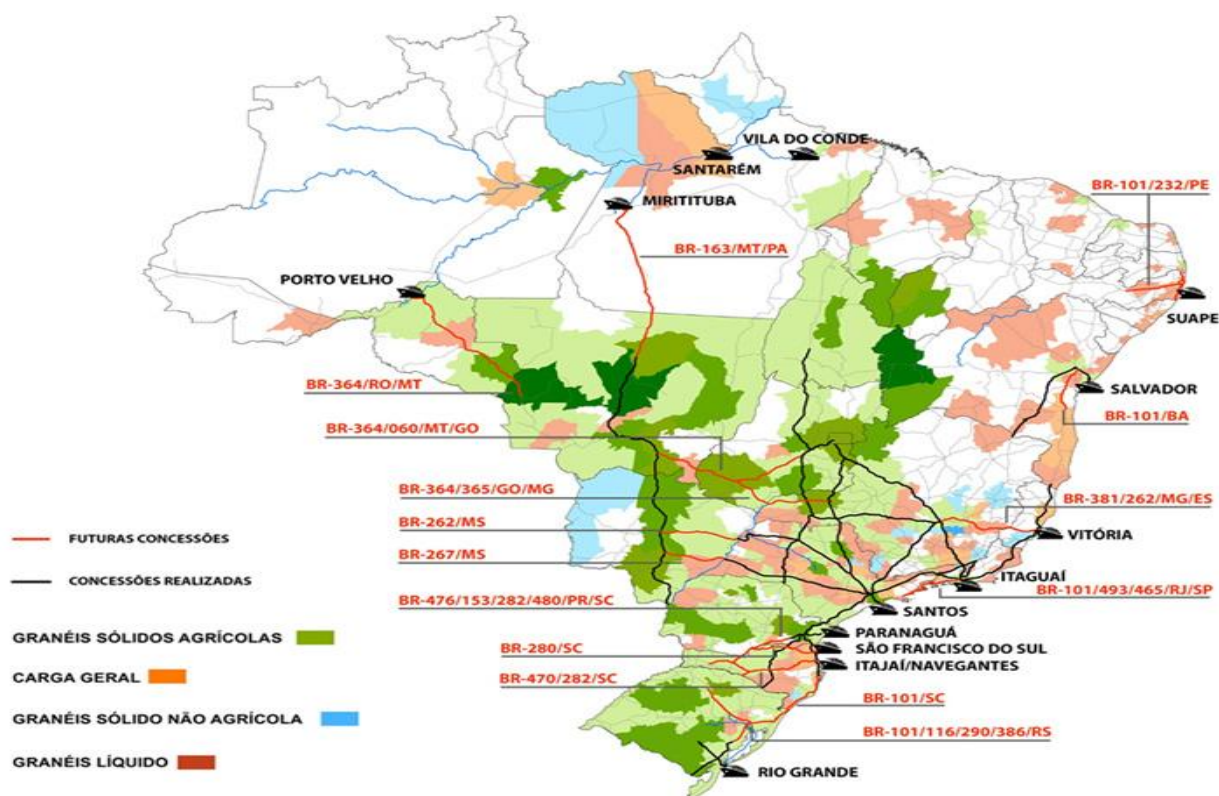 VILA DO CONDE
SANTARÉM
BR-101/232/PE
MIRITITUBA
BR-163/MT/PA
PORTO VELHO
SUAPE
BR-364/RO/MT
SALVADOR
BR-101/BA
BR-364/060/MT/GO
BR-364/365/GO/MG
BR-381/262/MG/ES
BR-262/MS
VITÓRIA
FUTURAS CONCESSÕES
BR-267/MS
CONCESSÕES REALIZADAS
ITAGUAÍ
BR-101/493/465/RJ/SP
BR-476/153/282/480/PR/SC
SANTOS
PARANAGUÁ
GRANÉIS SÓLIDOS AGRÍCOLAS
BR-280/SC
SÃO FRANCISCO DO SUL
ITAJAÍ/NAVEGANTES
CARGA GERAL
BR-470/282/SC
BR-101/SC
GRANÉIS SÓLIDO NÃO AGRÍCOLA
BR-101/116/290/386/RS
GRANÉIS LÍQUIDO
RIO GRANDE